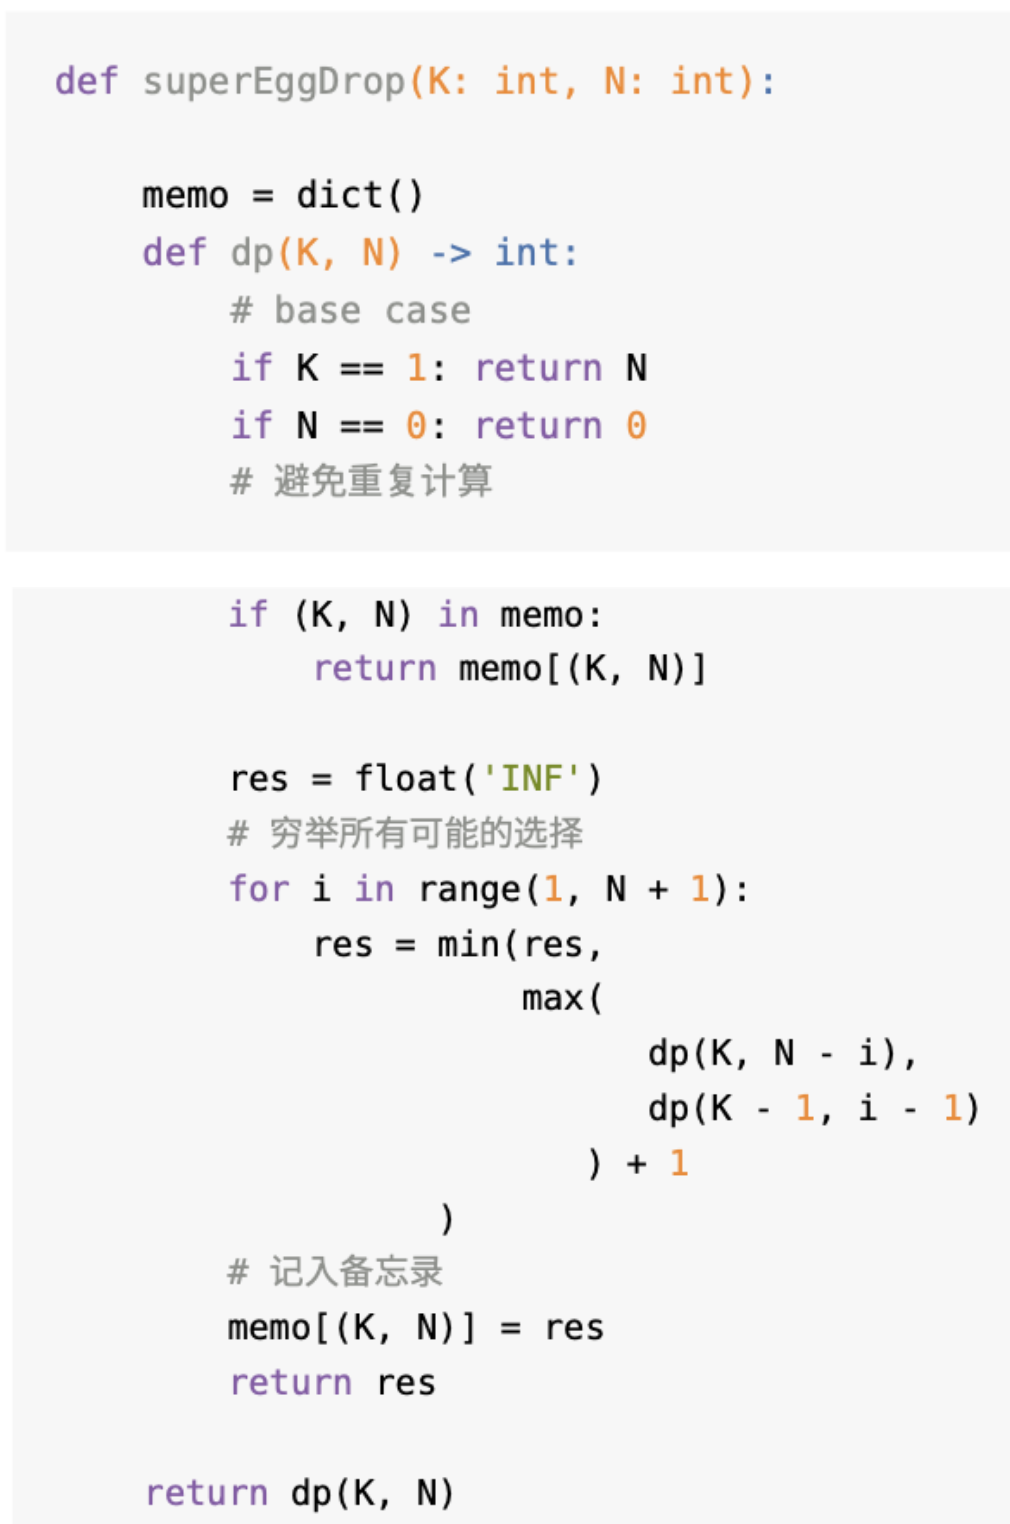 def superEggDrop(K: int, N: int):
    memo = dict()
    def dp(K, N) -> int:
        # base case
        if K == 1: return N
        if N == 0: return 0
        # 避免重复计算
        if (K, N) in memo:
            return memo[(K, N)]
        res = float('INF')
        # 穷举所有可能的选择
        for i in range(1, N + 1):
            res = min(res,
                      max(
                            dp(K, N - i),
                            dp(K - 1, i - 1)
                         ) + 1
                  )
        # 记入备忘录
        memo[(K, N)] = res
        return res
    return dp(K, N)